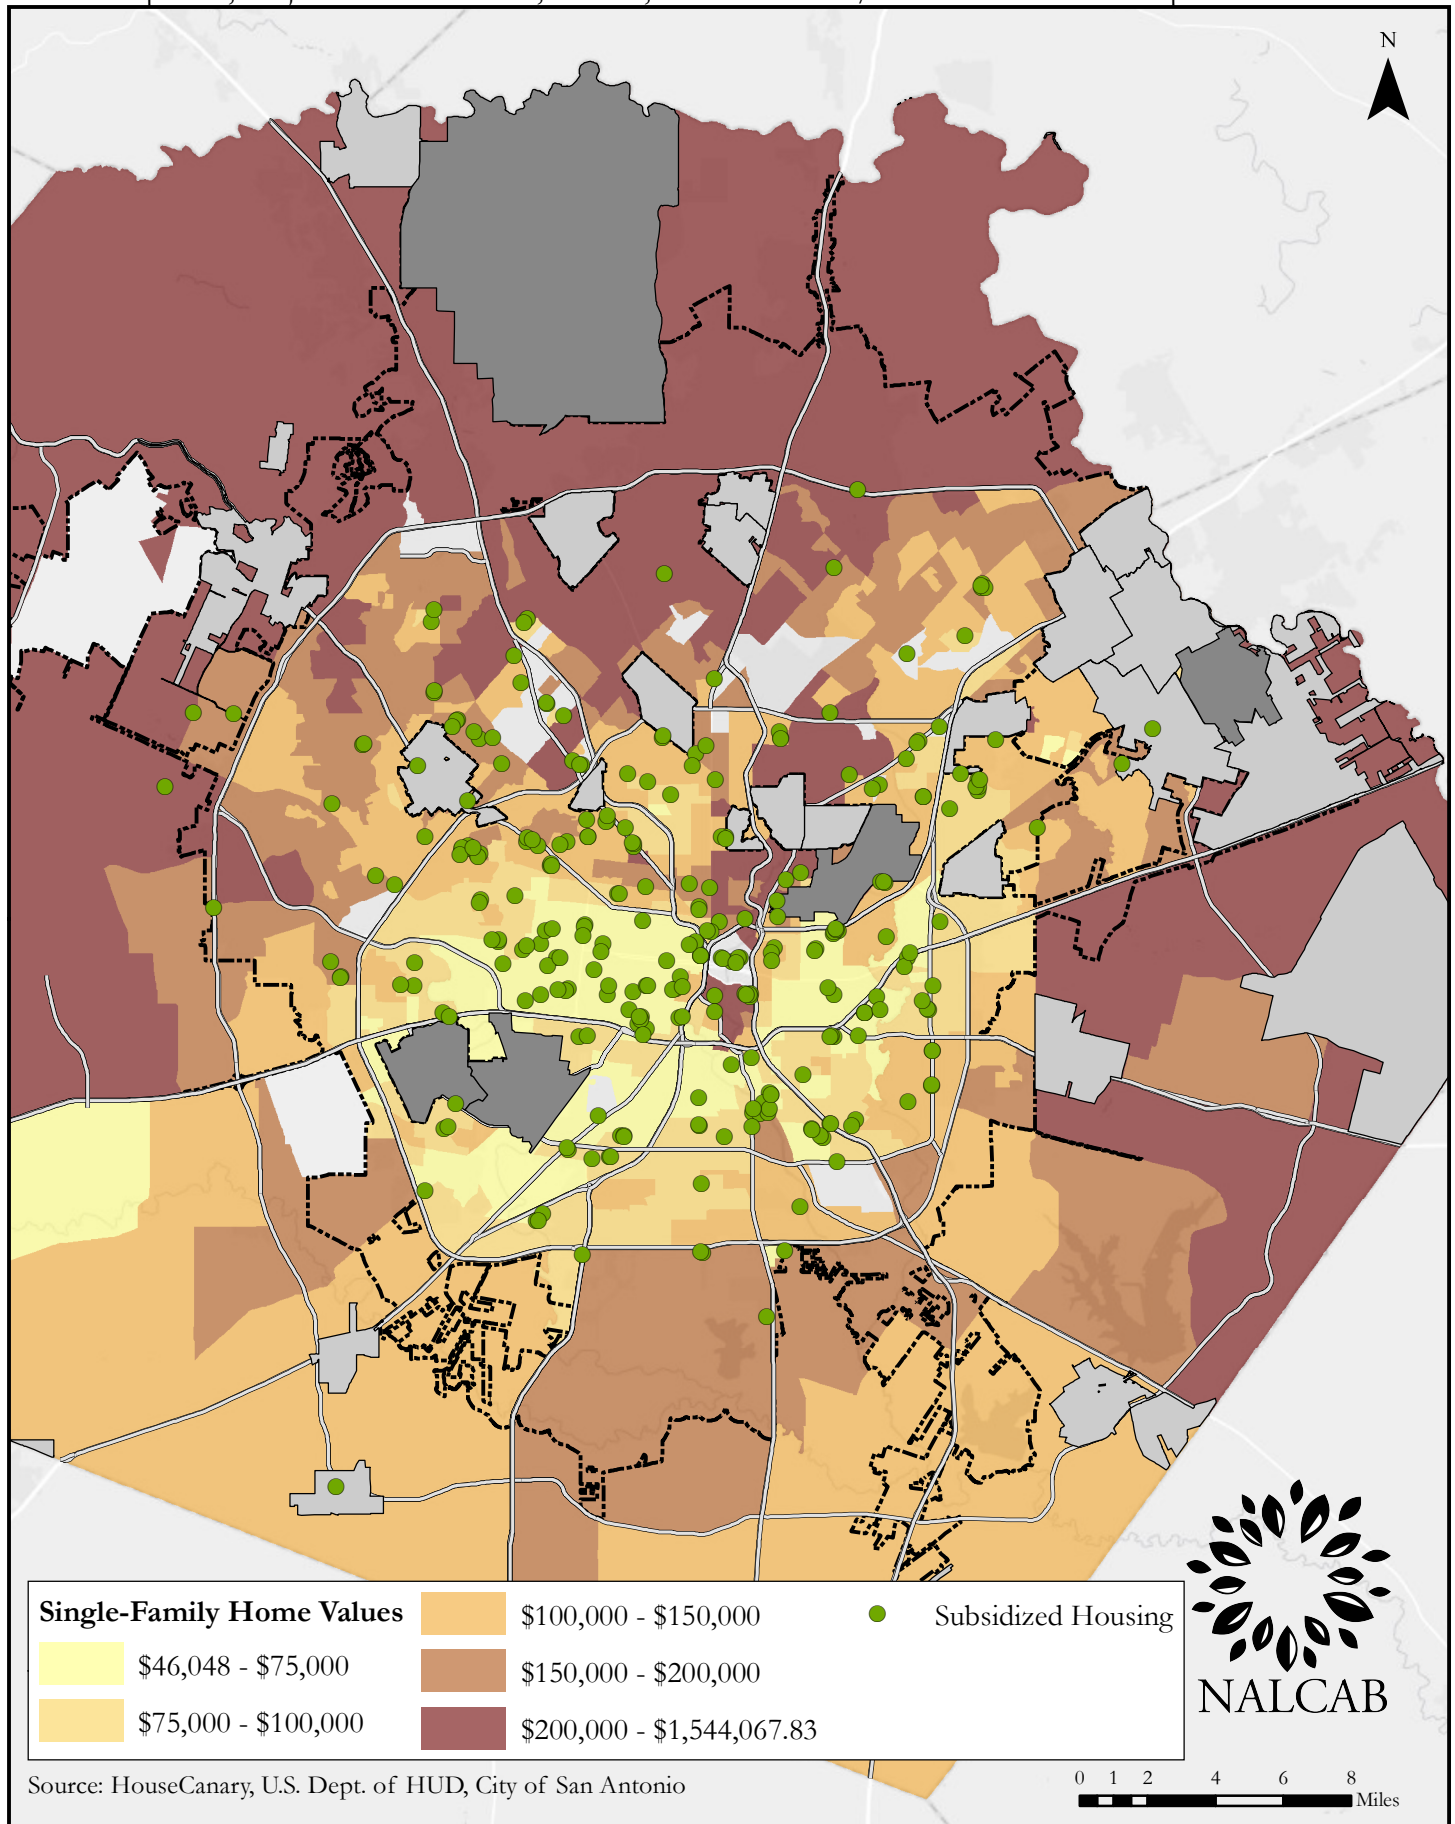 N
Single-Family Home Values
$46,048 - $75,000
$75,000 - $100,000
$100,000 - $150,000
$150,000 - $200,000
$200,000 - $1,544,067.83
Subsidized Housing
NALCAB
Source: HouseCanary, U.S. Dept. of HUD, City of San Antonio
0 1 2 4 6 8
Miles